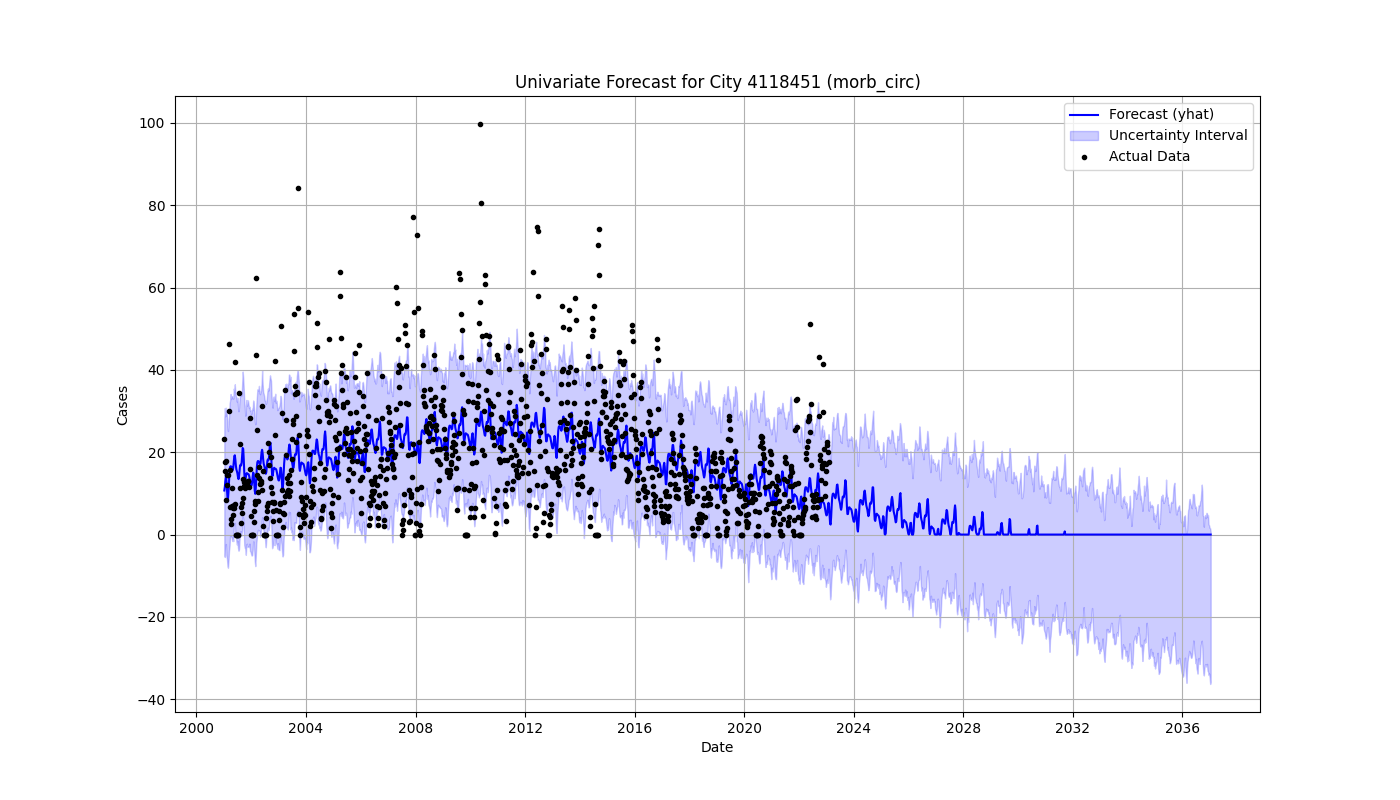 Univariate Forecast for City 4118451 (morb_circ)
Forecast (yhat)
Uncertainty Interval
Actual Data
Cases
100
80
60
40
20
0
−20
−40
2000 2004 2008 2012 2016 2020 2024 2028 2032 2036
Date